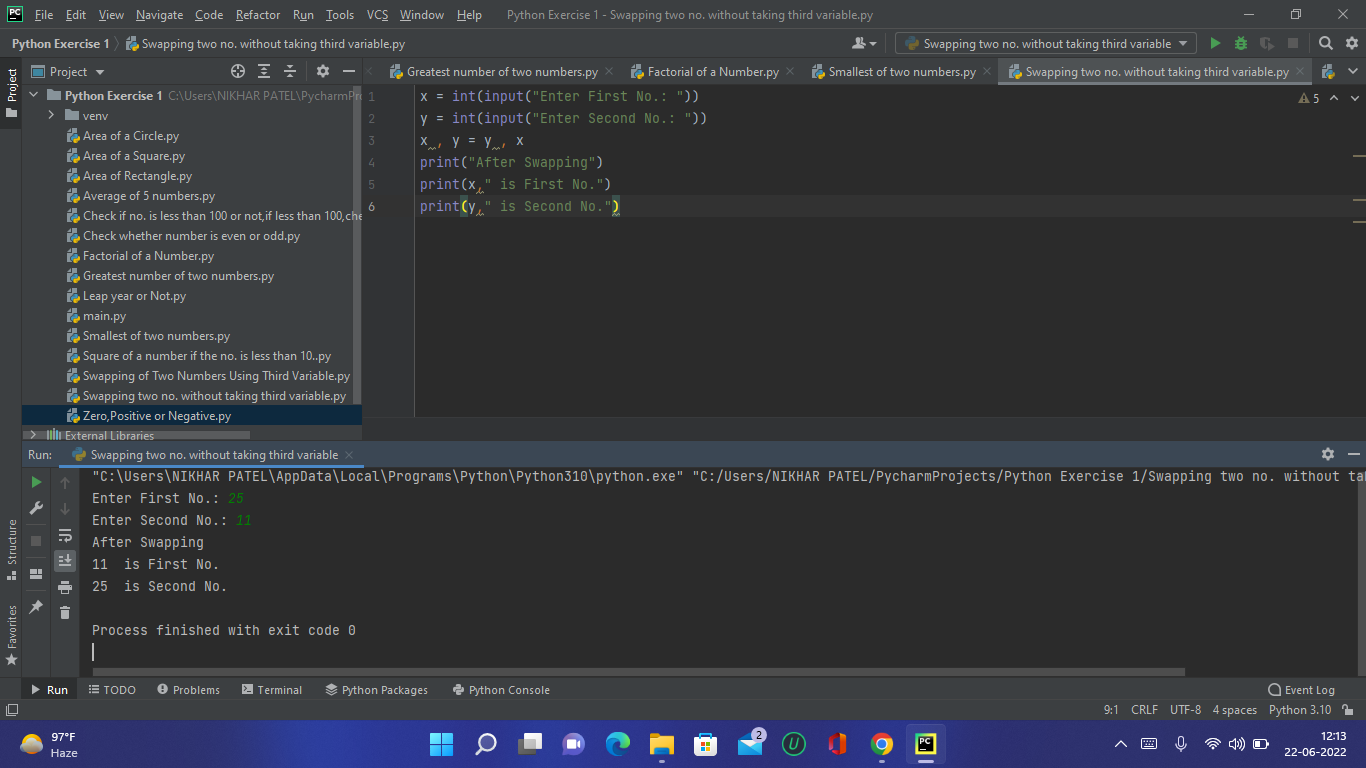 PC File Edit View Navigate Code Refactor Run Tools VCS Window Help Python Exercise 1 - Swapping two no. without taking third variable.py
Python Exercise 1 Swapping two no. without taking third variable.py Swapping two no. without taking third variable
Project
Project
Greatest number of two numbers.py Factorial of a Number.py Smallest of two numbers.py Swapping two no. without taking third variable.py
Python Exercise 1 C:\Users\NIKHAR PATEL\PycharmPr
venv
Area of a Circle.py
Area of a Square.py
Area of Rectangle.py
Average of 5 numbers.py
Check if no. is less than 100 or not,if less than 100,che
Check whether number is even or odd.py
Factorial of a Number.py
Greatest number of two numbers.py
Leap year or Not.py
main.py
Smallest of two numbers.py
Square of a number if the no. is less than 10..py
Swapping of Two Numbers Using Third Variable.py
Swapping two no. without taking third variable.py
Zero,Positive or Negative.py
External Libraries
1 x = int(input("Enter First No.: "))
5
2 y = int(input("Enter Second No.: "))
3 x , y = y , x
4 print("After Swapping")
5 print(x," is First No.")
6 print(y," is Second No.")
Run: Swapping two no. without taking third variable
"C:\Users\NIKHAR PATEL\AppData\Local\Programs\Python\Python310\python.exe" "C:/Users/NIKHAR PATEL/PycharmProjects/Python Exercise 1/Swapping two no. without ta
Enter First No.: 25
Enter Second No.: 11
After Swapping
11  is First No.
25  is Second No.
Process finished with exit code 0
Structure
Favorites
Run TODO Problems Terminal Python Packages Python Console Event Log
9:1 CRLF UTF-8 4 spaces Python 3.10
97°F
Haze
2
U
PC
12:13
22-06-2022